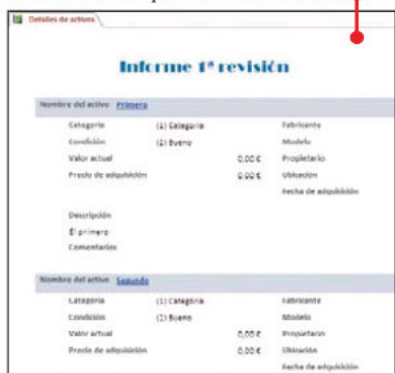 Detalles de activos
Informe 1ª revisión
Nombre del activo Primero
Categoría (1) Categoría Fabricante
Condición (2) Bueno Modelo
Valor actual 0,00 € Propietario
Precio de adquisición 0,00 € Ubicación
Fecha de adquisición
Descripción
El primero
Comentarios
Nombre del activo Segundo
Categoría (1) Categoría Fabricante
Condición (2) Bueno Modelo
Valor actual 0,00 € Propietario
Precio de adquisición 0,00 € Ubicación
Fecha de adquisición